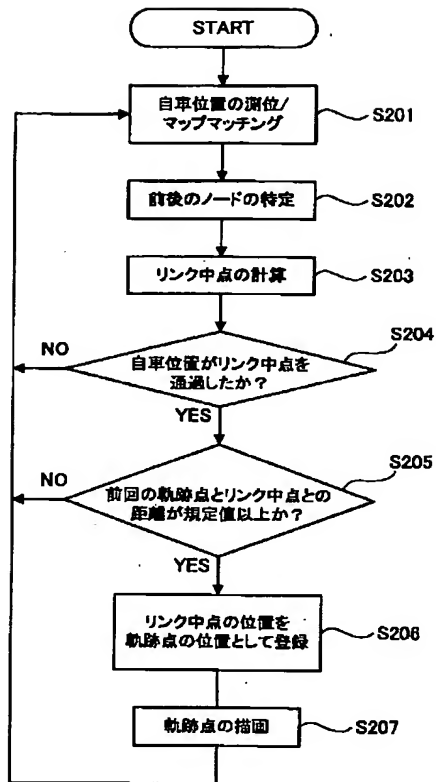 START
自車位置の測位/
マップマッチング
S201
前後のノードの特定
S202
リンク中点の計算
S203
S204
NO
自車位置がリンク中点を
通過したか？
YES
S205
NO
前回の軌跡点とリンク中点との
距離が規定値以上か？
YES
リンク中点の位置を
軌跡点の位置として登録
S206
軌跡点の描画
S207